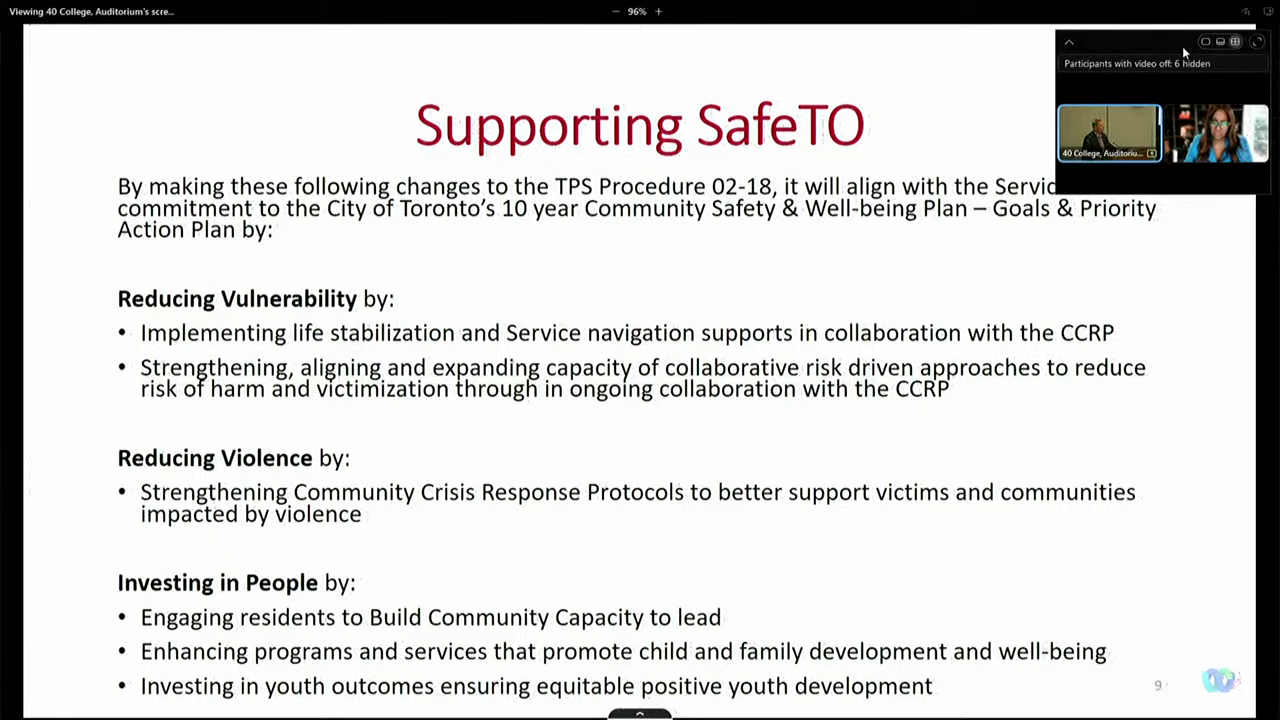 Viewing 40 College, Auditorium's scre...
96%
Participants with video off: 6 hidden
40 College, Auditoriu...
Supporting SafeTO
By making these following changes to the TPS Procedure 02-18, it will align with the Servic
commitment to the City of Toronto's 10 year Community Safety & Well-being Plan – Goals & Priority
Action Plan by:
Reducing Vulnerability by:
• Implementing life stabilization and Service navigation supports in collaboration with the CCRP
• Strengthening, aligning and expanding capacity of collaborative risk driven approaches to reduce
risk of harm and victimization through in ongoing collaboration with the CCRP
Reducing Violence by:
• Strengthening Community Crisis Response Protocols to better support victims and communities
impacted by violence
Investing in People by:
• Engaging residents to Build Community Capacity to lead
• Enhancing programs and services that promote child and family development and well-being
• Investing in youth outcomes ensuring equitable positive youth development
9